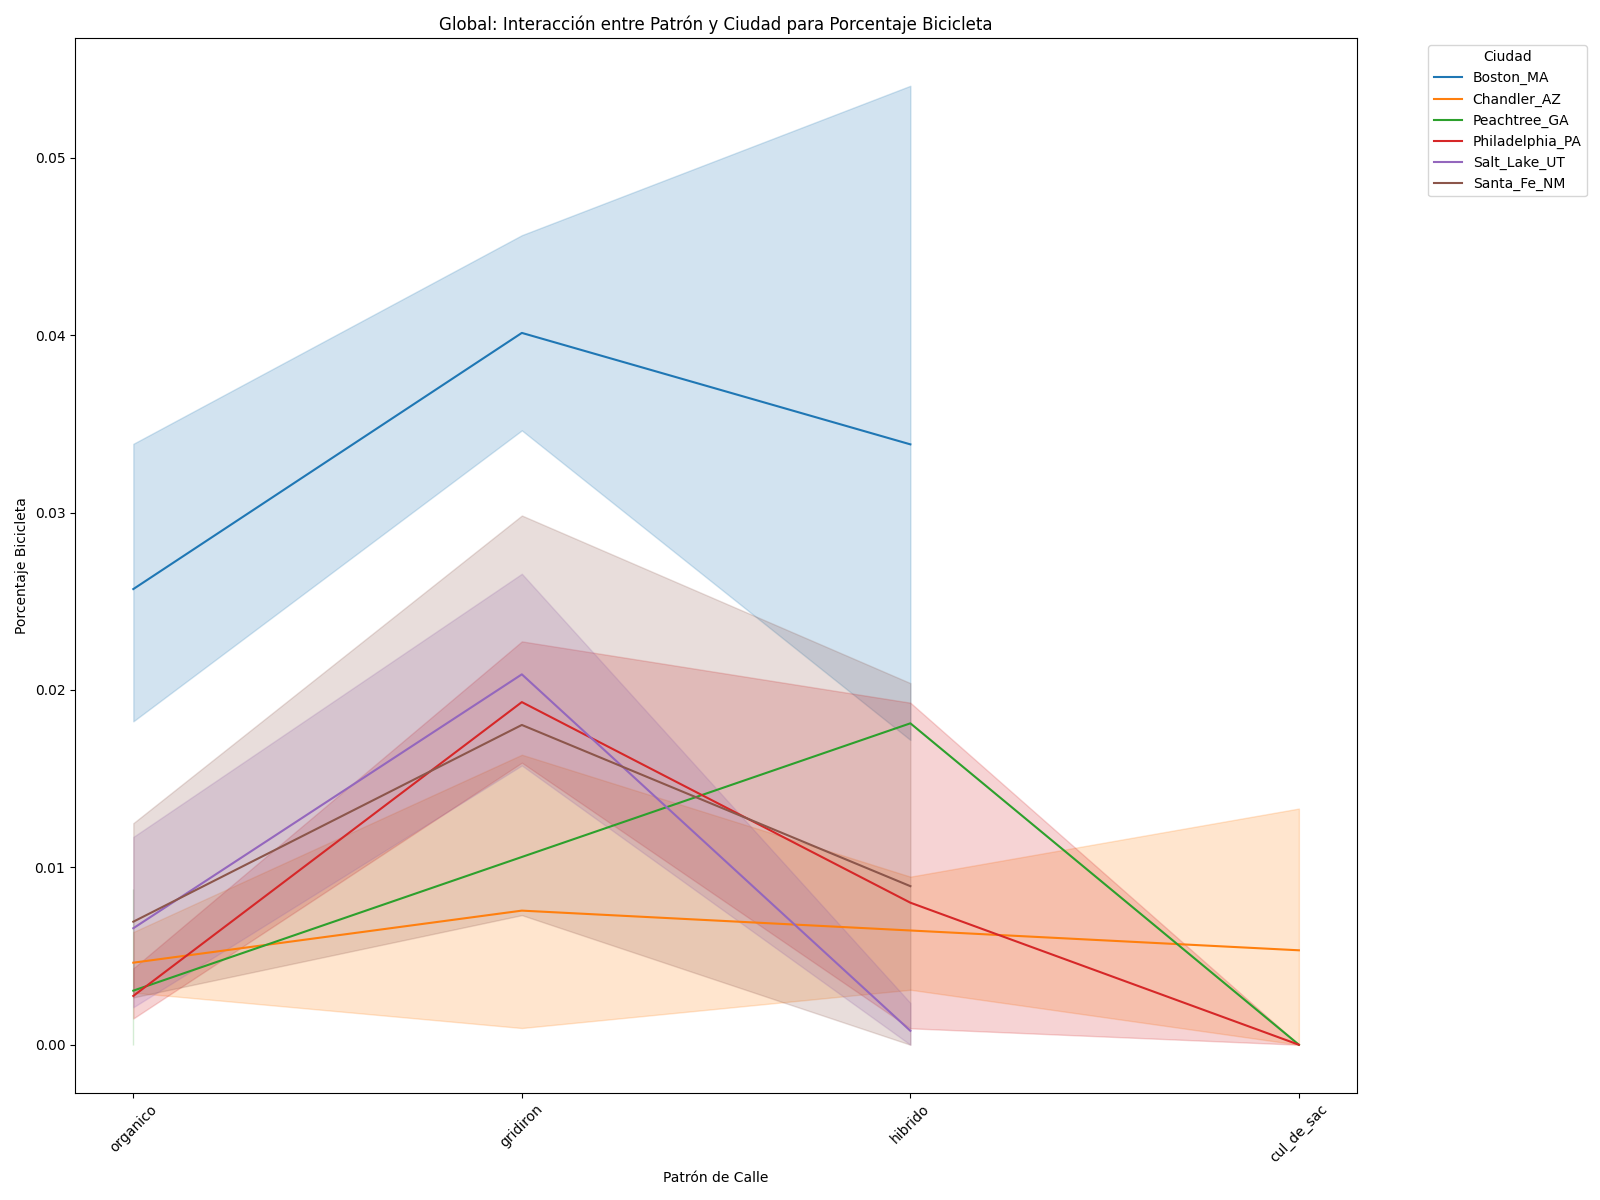 Global: Interacción entre Patrón y Ciudad para Porcentaje Bicicleta
Ciudad
Boston_MA
Chandler_AZ
Peachtree_GA
Philadelphia_PA
Salt_Lake_UT
Santa_Fe_NM
Porcentaje Bicicleta
0.05
0.04
0.03
0.02
0.01
0.00
organico
gridiron
hibrido
cul_de_sac
Patrón de Calle